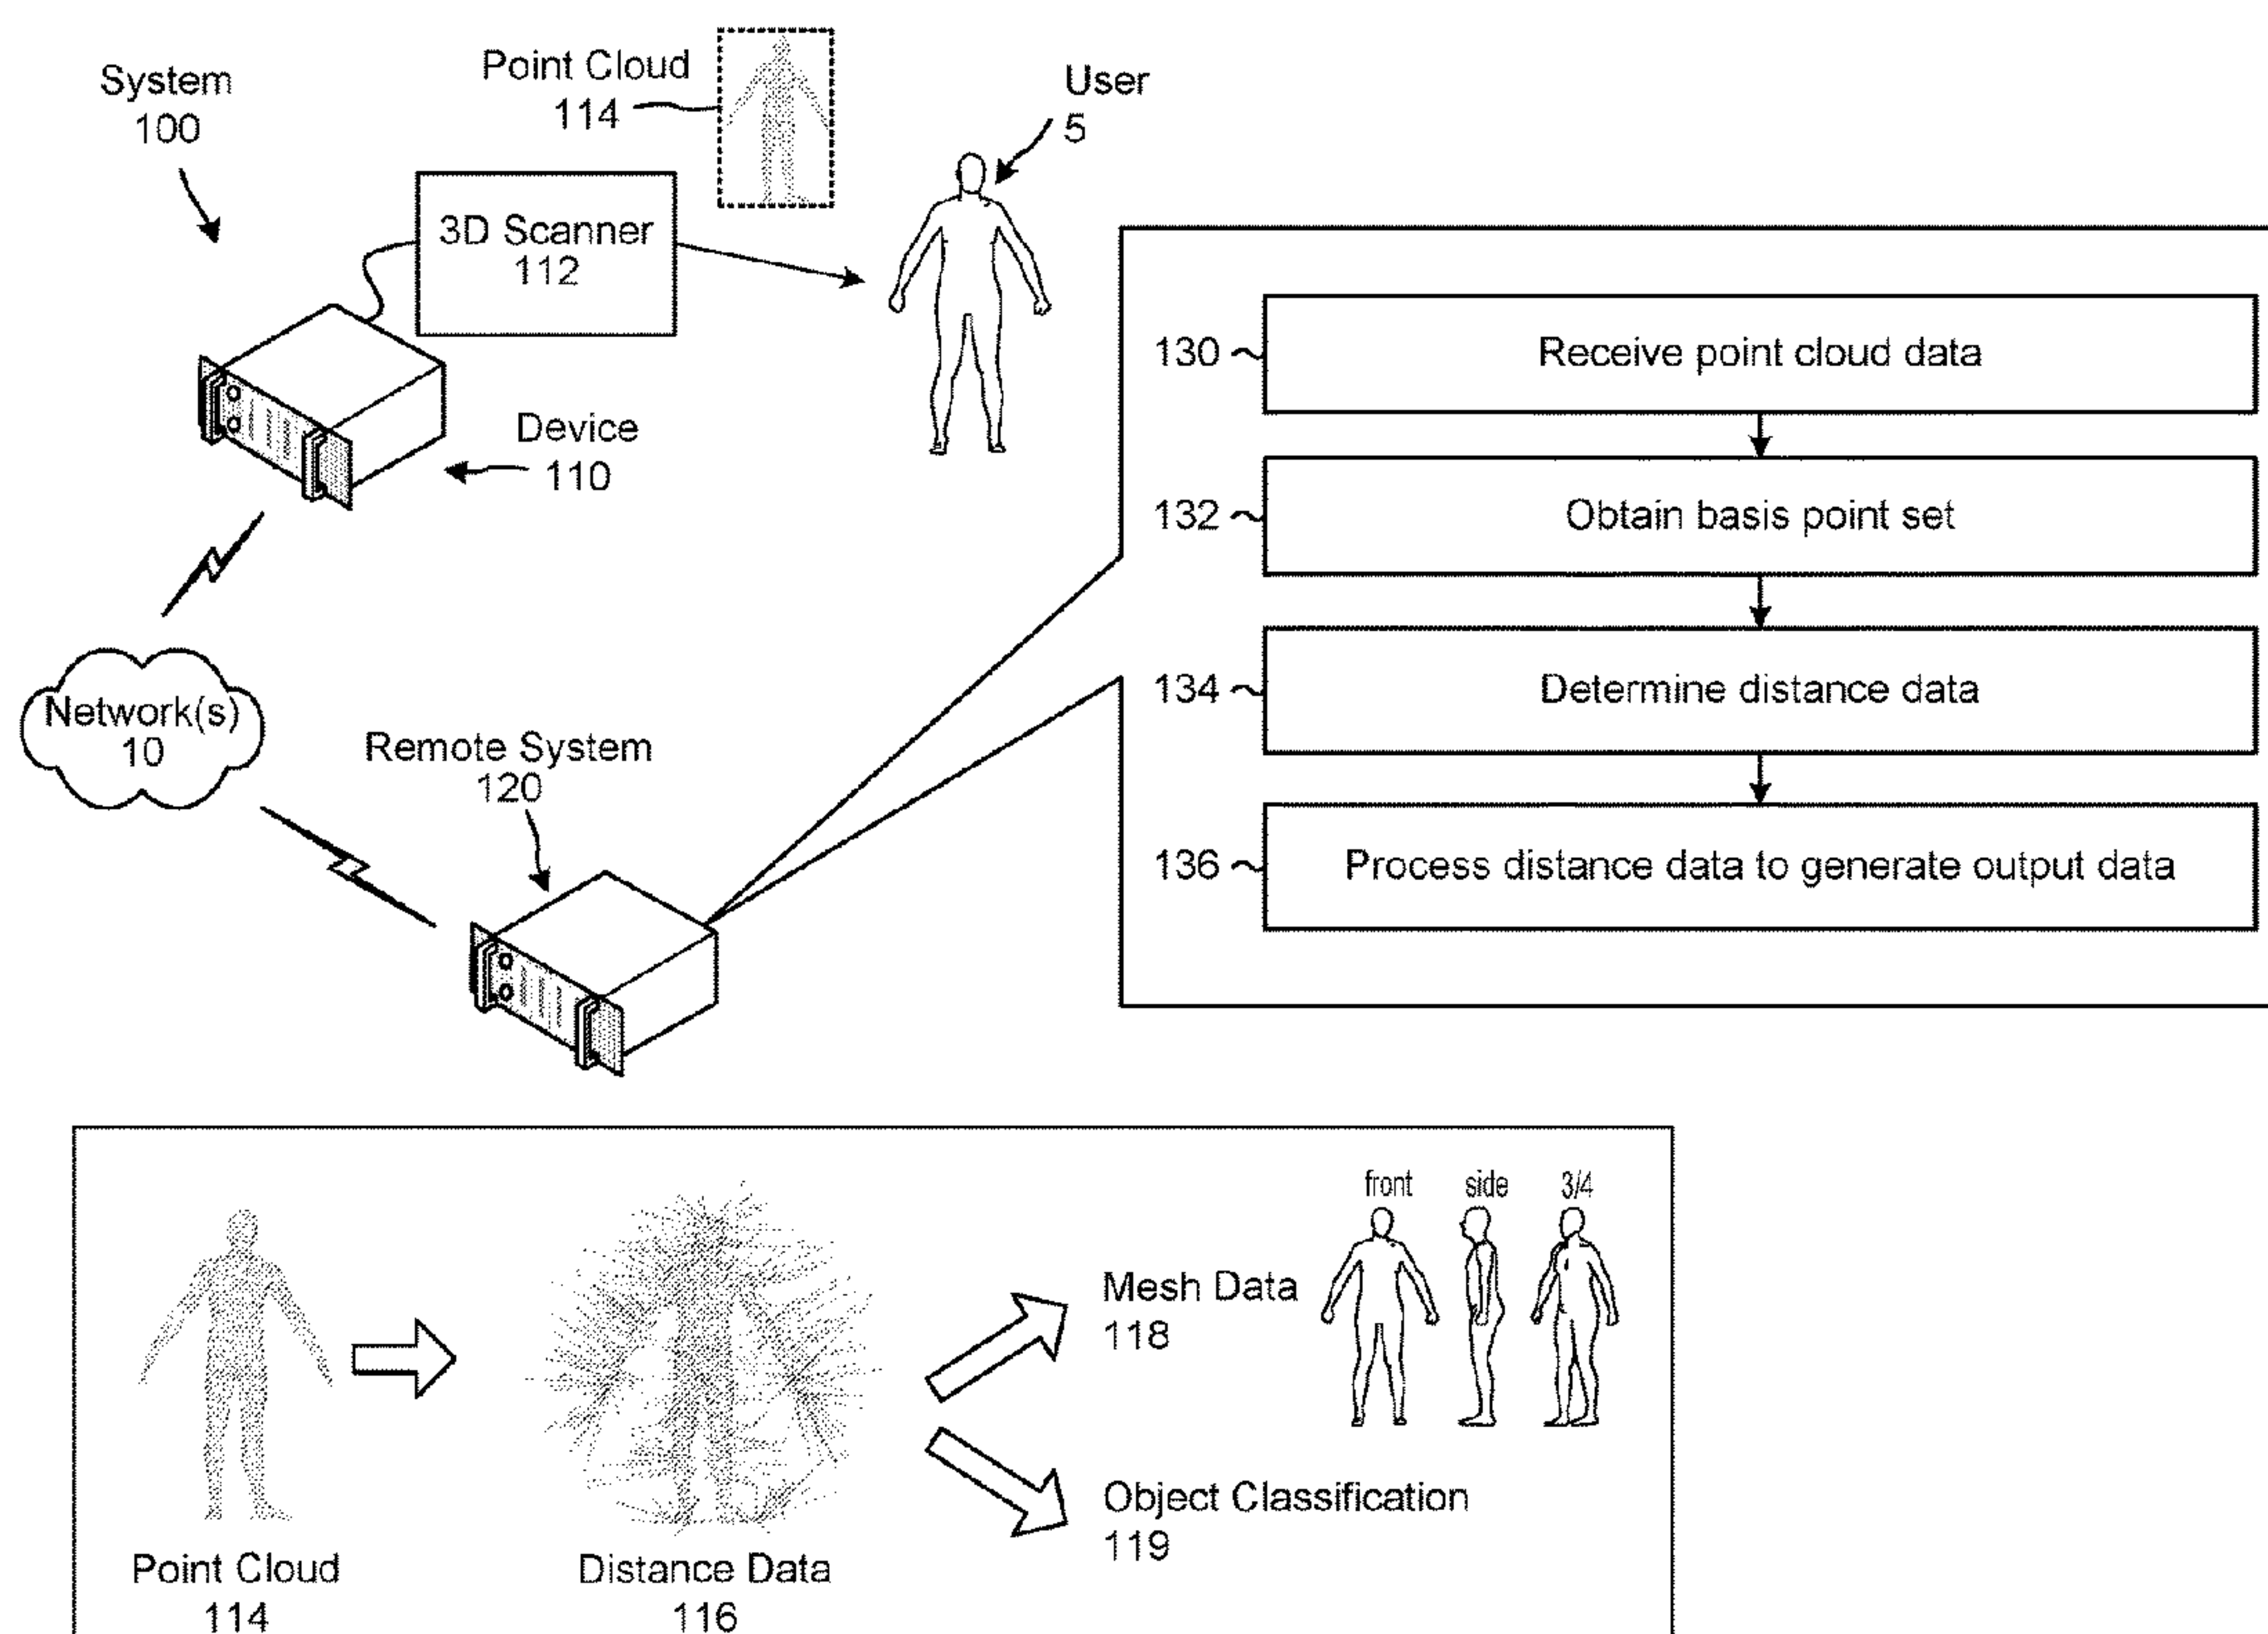 System
100
Point Cloud
114
User
5
3D Scanner
112
Device
110
Network(s)
10
Remote System
120
130
Receive point cloud data
132
Obtain basis point set
134
Determine distance data
136
Process distance data to generate output data
Point Cloud
114
Distance Data
116
Mesh Data
118
front side 3/4
Object Classification
119